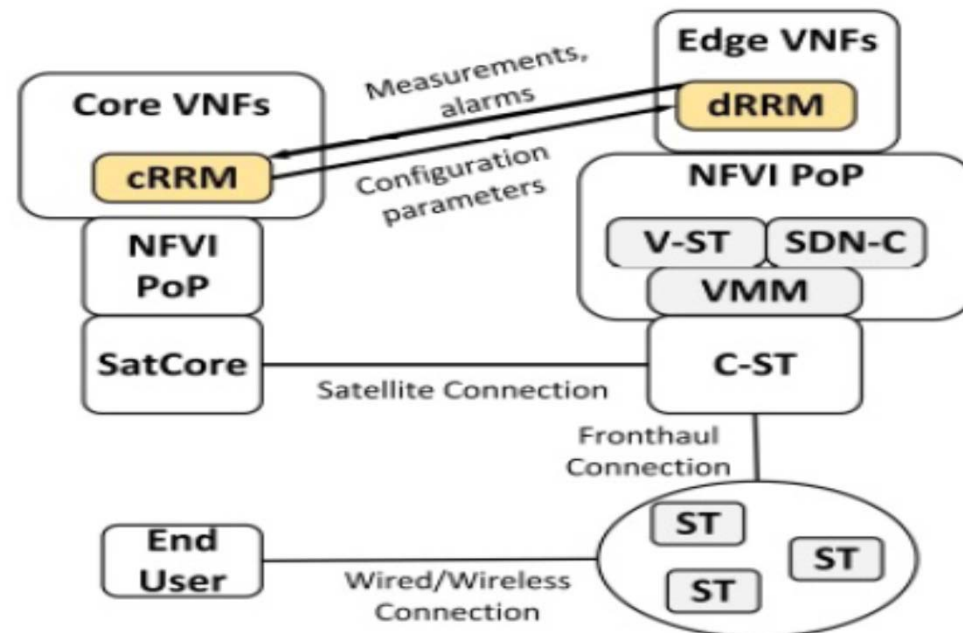 Edge VNFs
dRRM
Measurements,
alarms
Core VNFs
cRRM
Configuration
parameters
NFVI PoP
V-ST
SDN-C
VMM
NFVI
PoP
SatCore
Satellite Connection
C-ST
Fronthaul
Connection
ST
ST
ST
End
User
Wired/Wireless
Connection